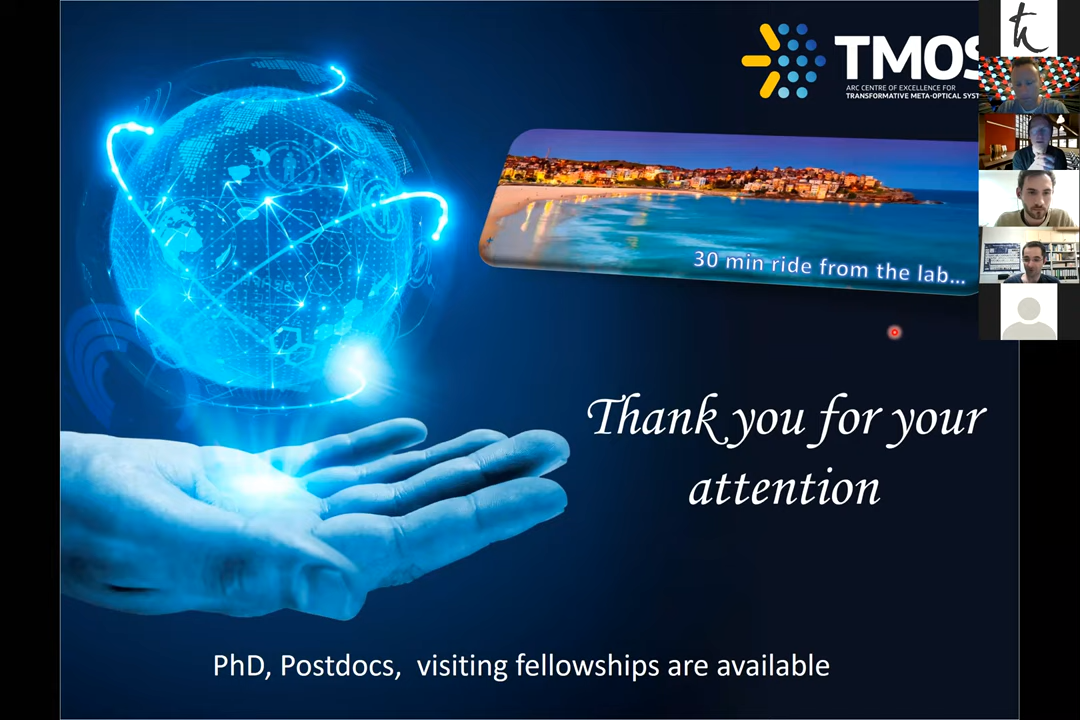 TMOS
ARC CENTRE OF EXCELLENCE FOR
TRANSFORMATIVE META-OPTICAL
30 min ride from the lab...
Thank you for your
attention
PhD, Postdocs, visiting fellowships are available